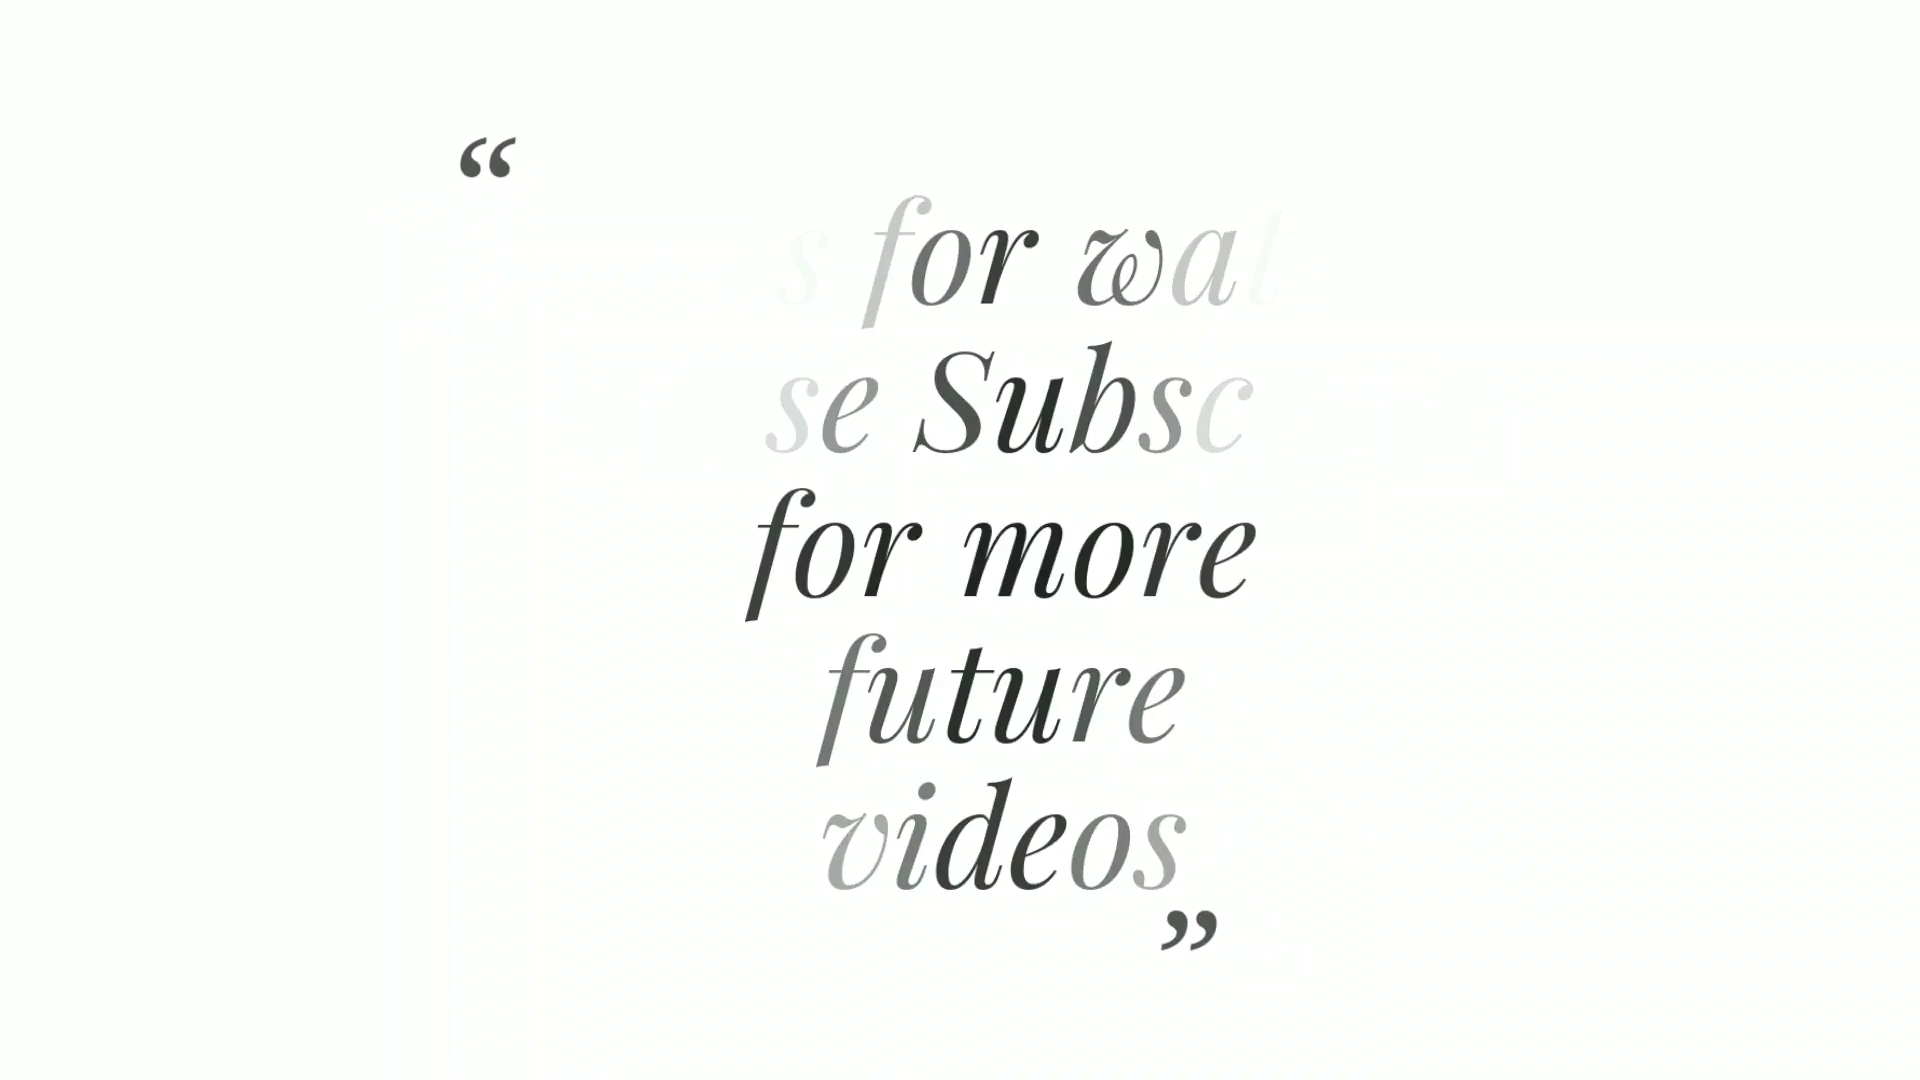 “
s for wat
se Subsc
for more
future
videos
”